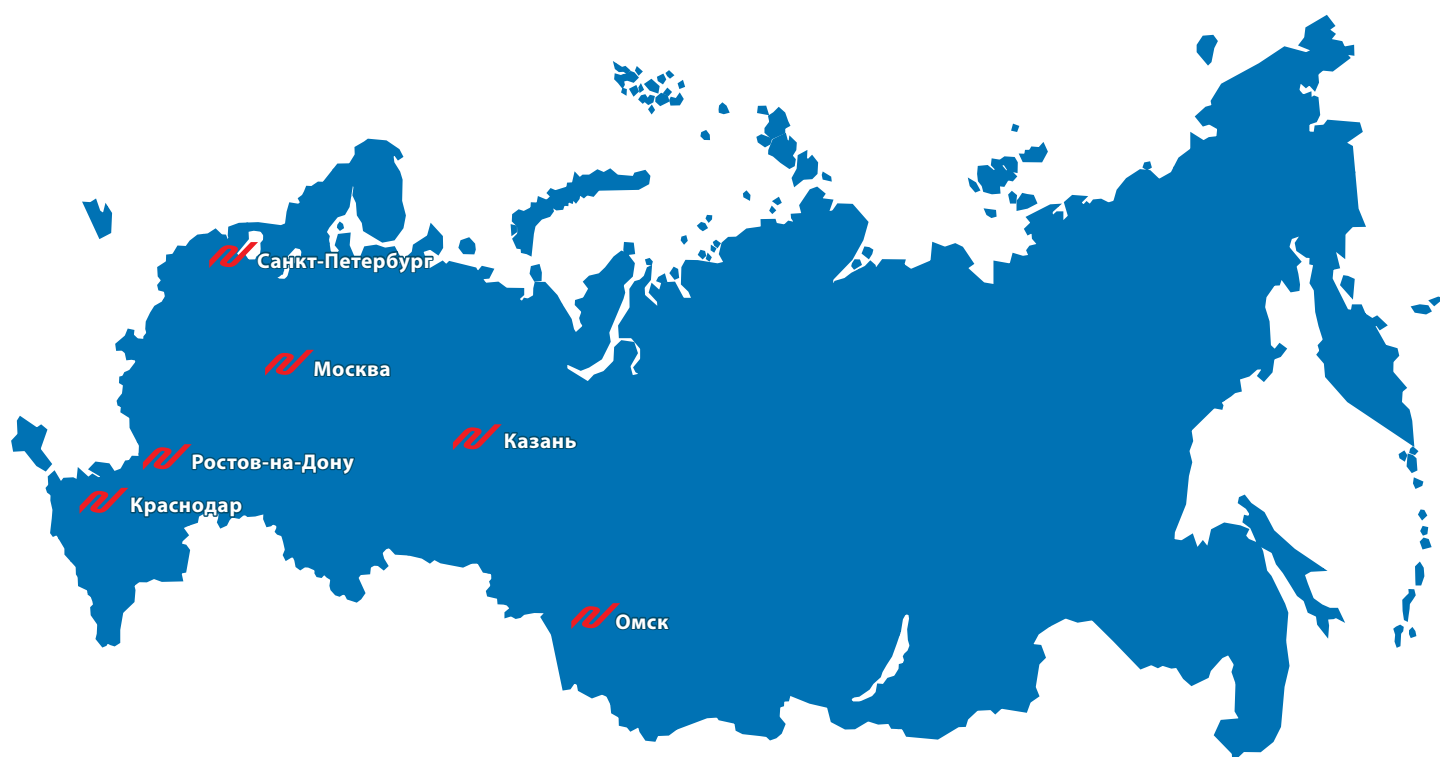 Санкт-Петербург
Москва
Казань
Ростов-на-Дону
Краснодар
Омск